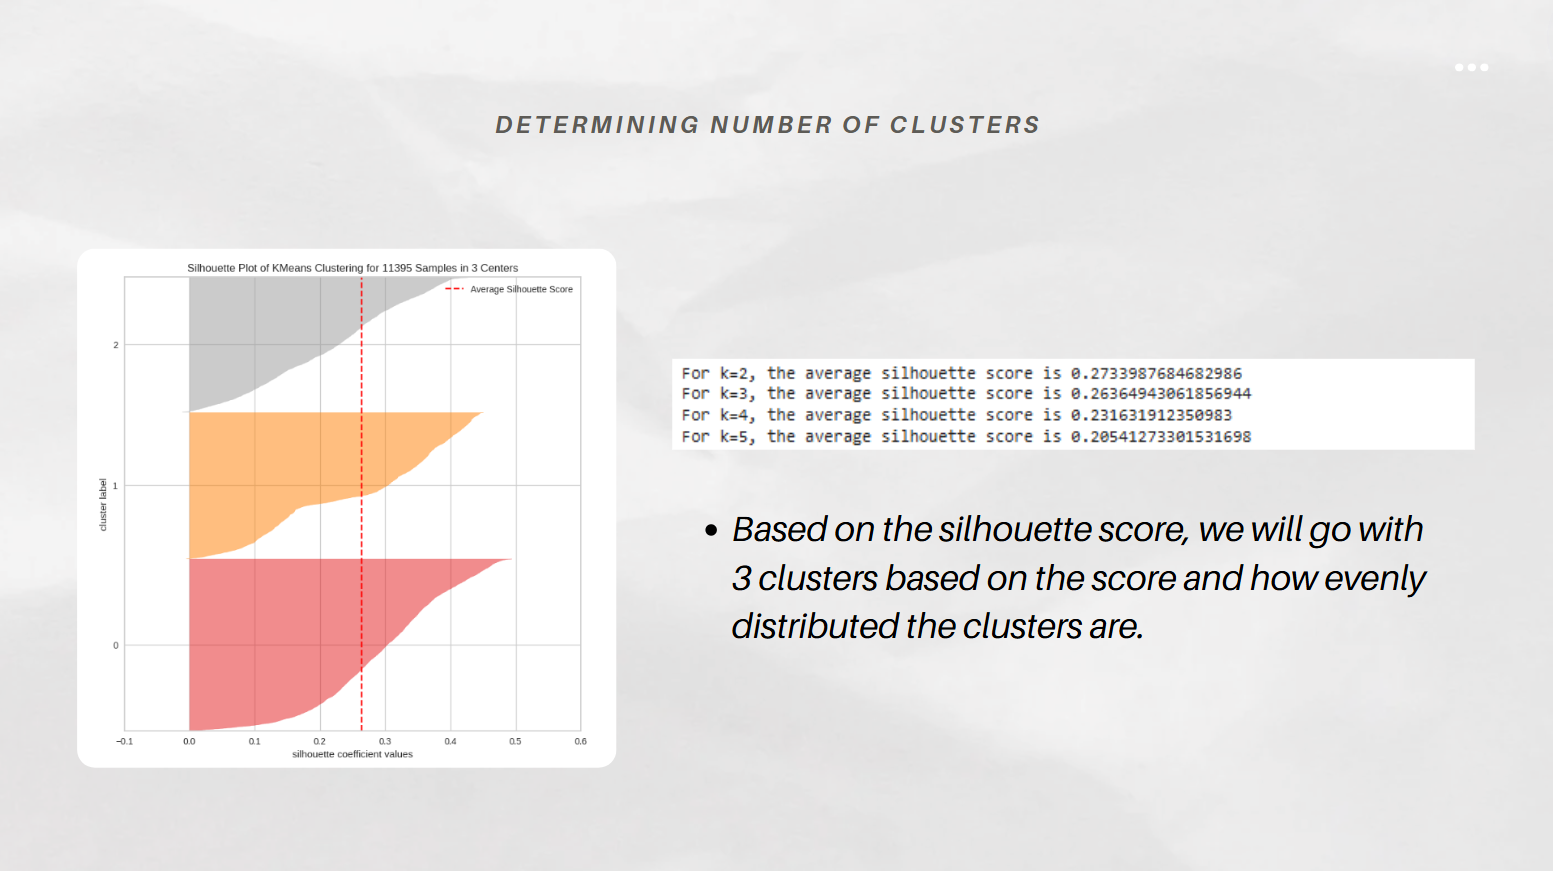 DETERMINING NUMBER OF CLUSTERS
Silhouette Plot of KMeans Clustering for 11395 Samples in 3 Centers
Average Silhouette Score
2
1
0
cluster label
−0.1 0.0 0.1 0.2 0.3 0.4 0.5 0.6
silhouette coefficient values
For k=2, the average silhouette score is 0.2733987684682986
For k=3, the average silhouette score is 0.26364943061856944
For k=4, the average silhouette score is 0.231631912350983
For k=5, the average silhouette score is 0.20541273301531698
• Based on the silhouette score, we will go with
3 clusters based on the score and how evenly
distributed the clusters are.